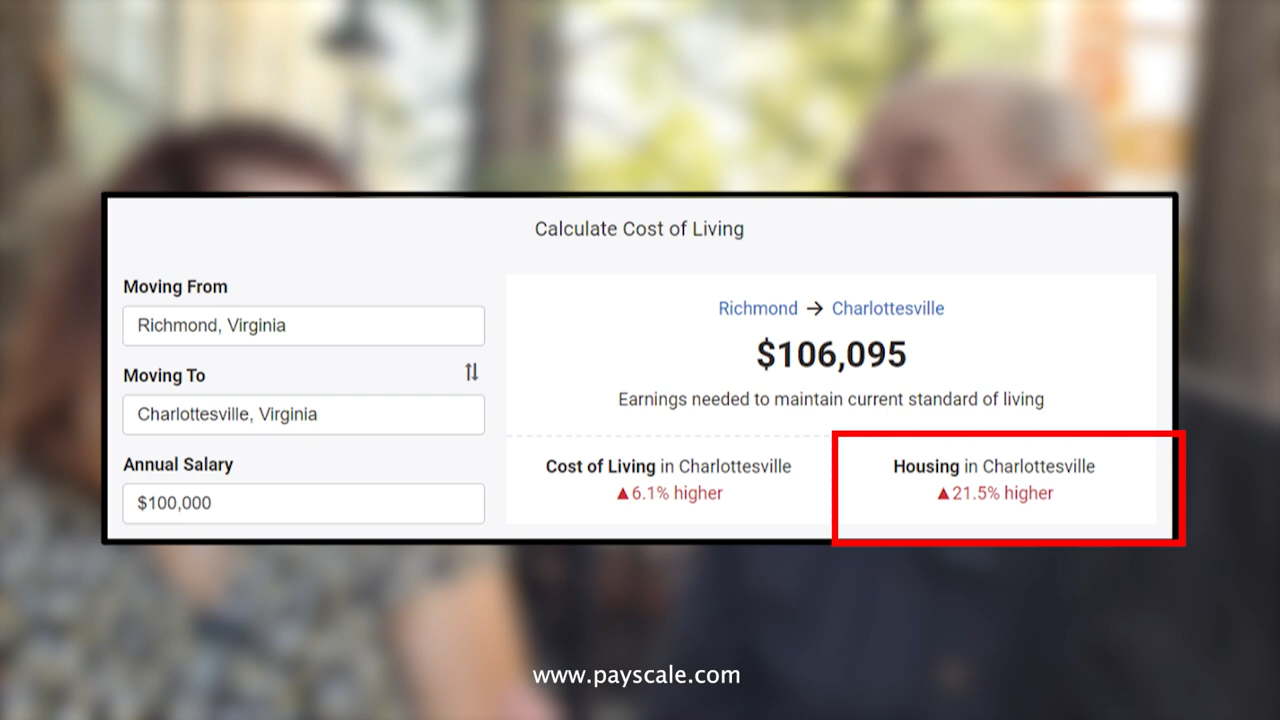 Calculate Cost of Living
Moving From
Richmond, Virginia
Moving To
Charlottesville, Virginia
Annual Salary
$100,000
Richmond → Charlottesville
$106,095
Earnings needed to maintain current standard of living
Cost of Living in Charlottesville
▲6.1% higher
Housing in Charlottesville
▲21.5% higher
www.payscale.com